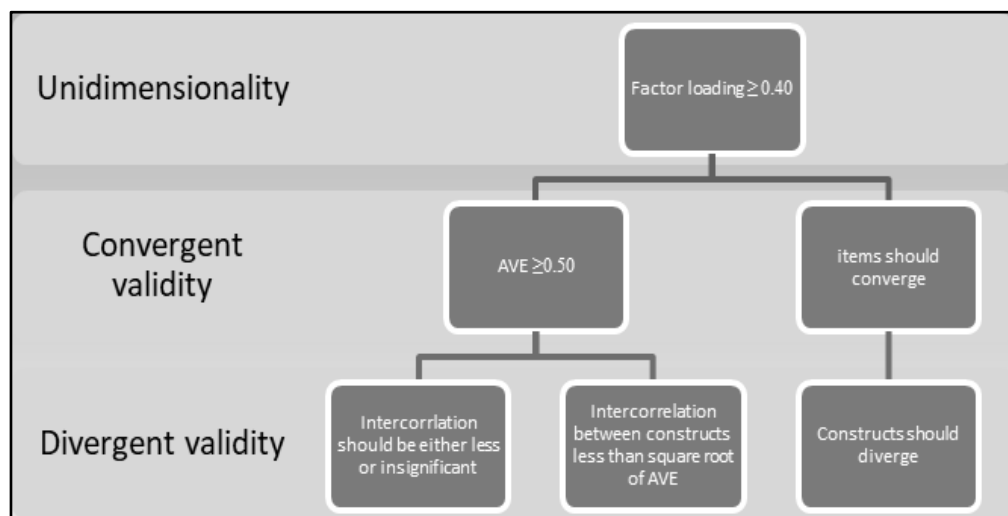 Unidimensionality
Factor loading ≥ 0.40
Convergent
validity
AVE ≥0.50
items should
converge
Divergent validity
Intercorrlation
should be either less
or insignificant
Intercorrelation
between constructs
less than square root
of AVE
Constructs should
diverge